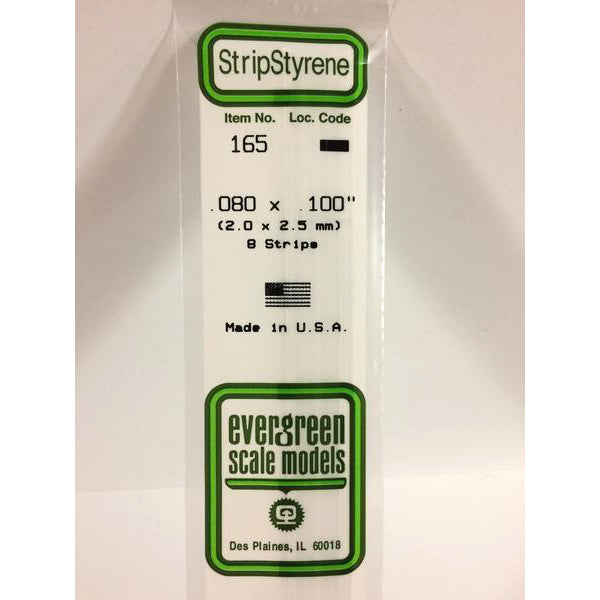 StripStyrene
Item No. Loc. Code
165
.080 x .100"
(2.0 x 2.5 mm)
8 Strips
Made in U.S.A.
evergreen
scale models
Des Plaines, IL 60018